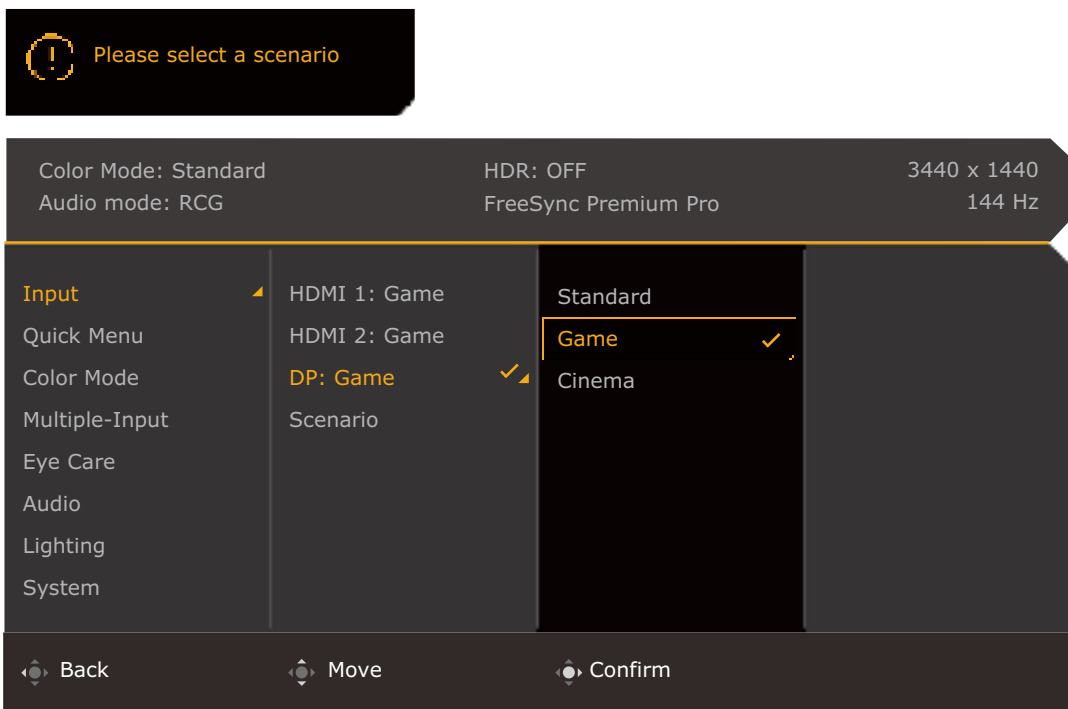 Please select a scenario
Color Mode: Standard
Audio mode: RCG
HDR: OFF
FreeSync Premium Pro
3440 x 1440
144 Hz
Input
Quick Menu
Color Mode
Multiple-Input
Eye Care
Audio
Lighting
System
HDMI 1: Game
HDMI 2: Game
DP: Game
Scenario
Standard
Game
Cinema
Back
Move
Confirm